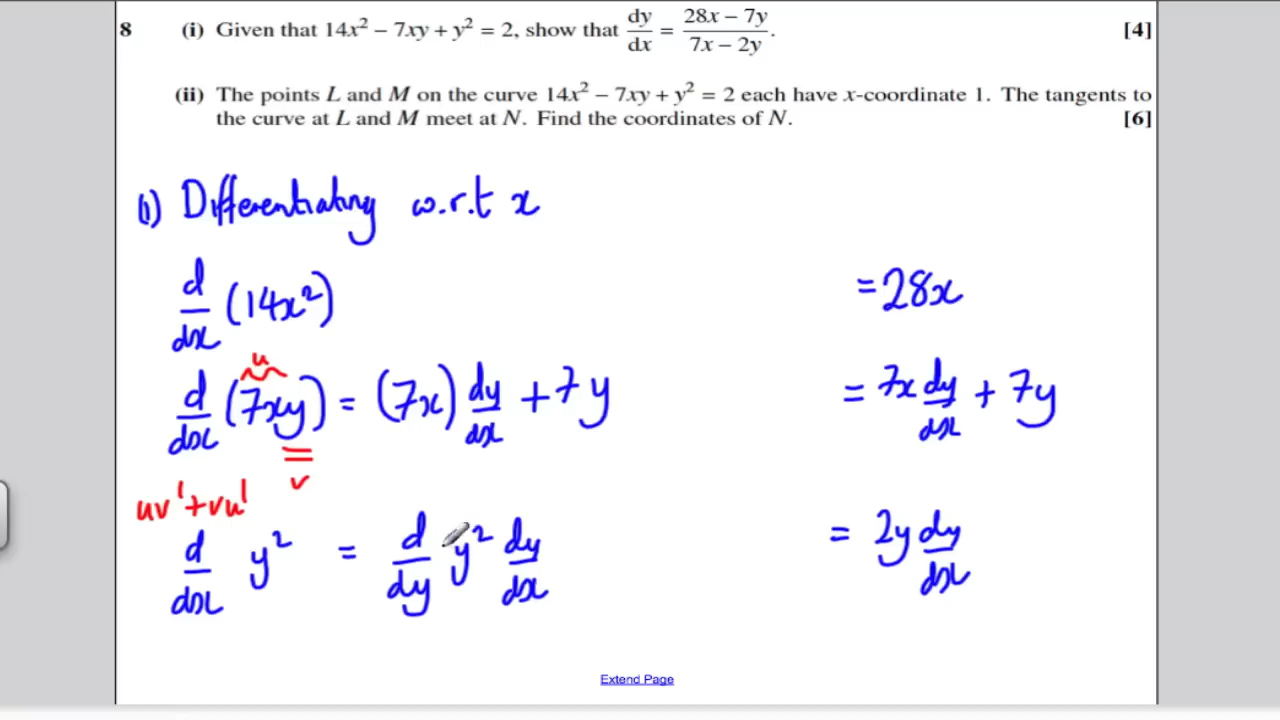 8 (i) Given that 14x² − 7xy + y² = 2, show that dy/dx = (28x − 7y)/(7x − 2y). [4]
(ii) The points L and M on the curve 14x² − 7xy + y² = 2 each have x-coordinate 1. The tangents to
the curve at L and M meet at N. Find the coordinates of N. [6]
(i) Differentiating w.r.t x
d/dx (14x²) = 28x
u
d/dx (7xy) = (7x) dy/dx + 7y = 7x dy/dx + 7y
v
uv' + vu'
d/dx y² = d/dy y² dy/dx = 2y dy/dx
Extend Page